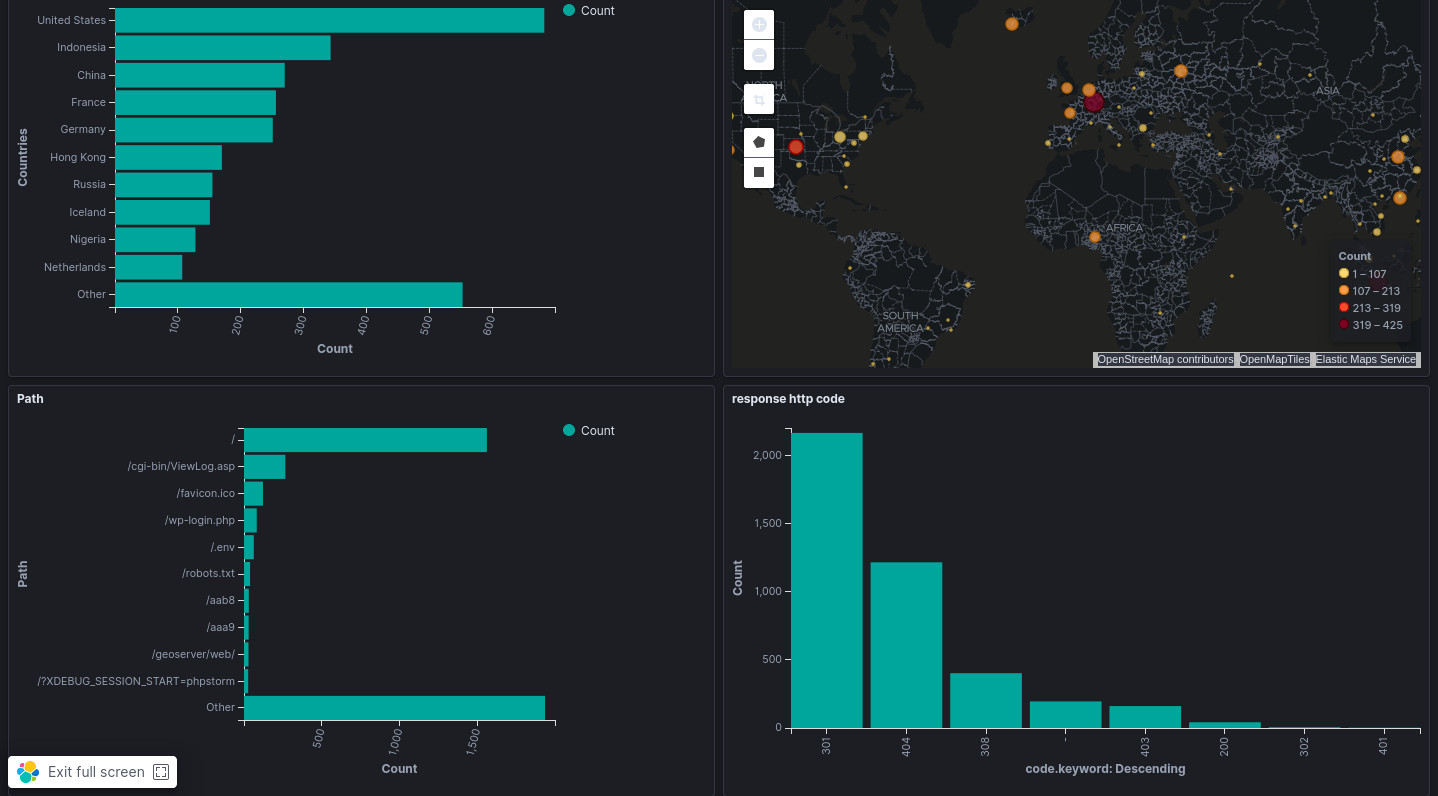 Countries
United States
Indonesia
China
France
Germany
Hong Kong
Russia
Iceland
Nigeria
Netherlands
Other
100
200
300
400
500
600
Count
Count
NORTH
ASIA
AFRICA
SOUTH
AMERICA
Count
1 – 107
107 – 213
213 – 319
319 – 425
OpenStreetMap contributors OpenMapTiles Elastic Maps Service
Path
Path
/
/cgi-bin/ViewLog.asp
/favicon.ico
/wp-login.php
/.env
/robots.txt
/aab8
/aaa9
/geoserver/web/
/?XDEBUG_SESSION_START=phpstorm
Other
500
1,000
1,500
Count
Count
Exit full screen
response http code
Count
2,000
1,500
1,000
500
0
301
404
308
-
403
200
302
401
code.keyword: Descending